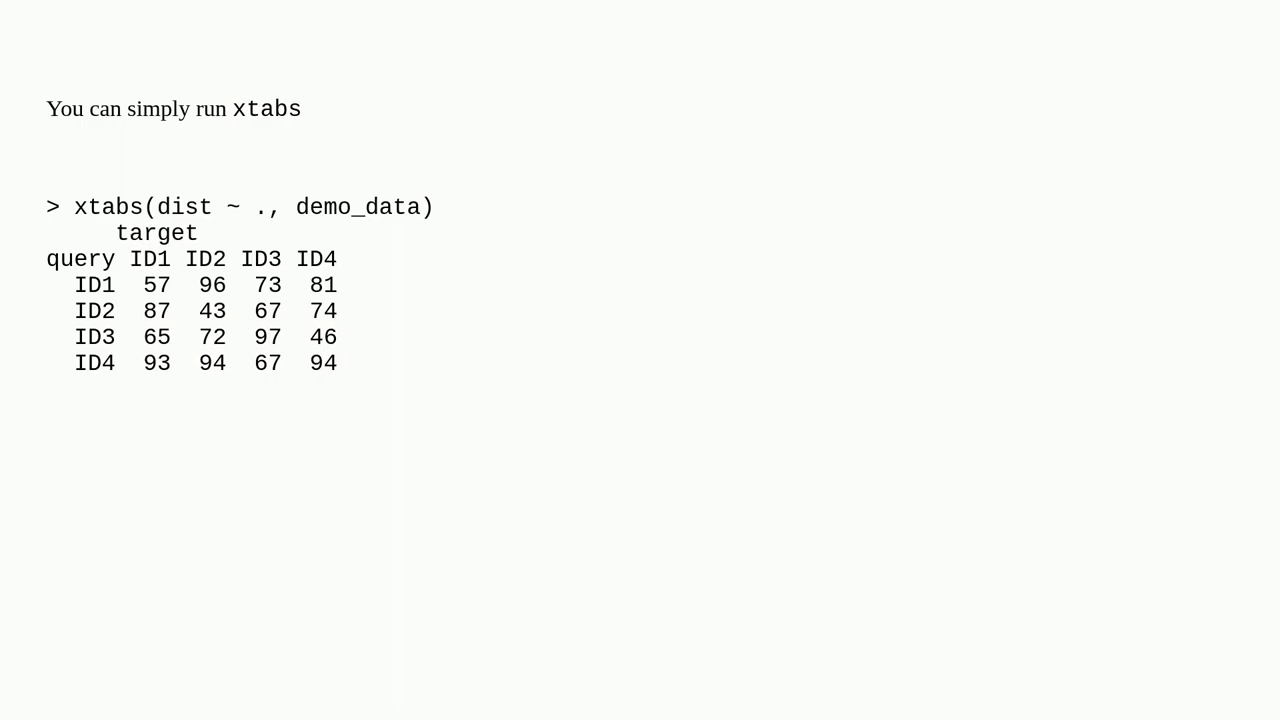 You can simply run xtabs
> xtabs(dist ~ ., demo_data)
     target
query ID1 ID2 ID3 ID4
  ID1  57  96  73  81
  ID2  87  43  67  74
  ID3  65  72  97  46
  ID4  93  94  67  94